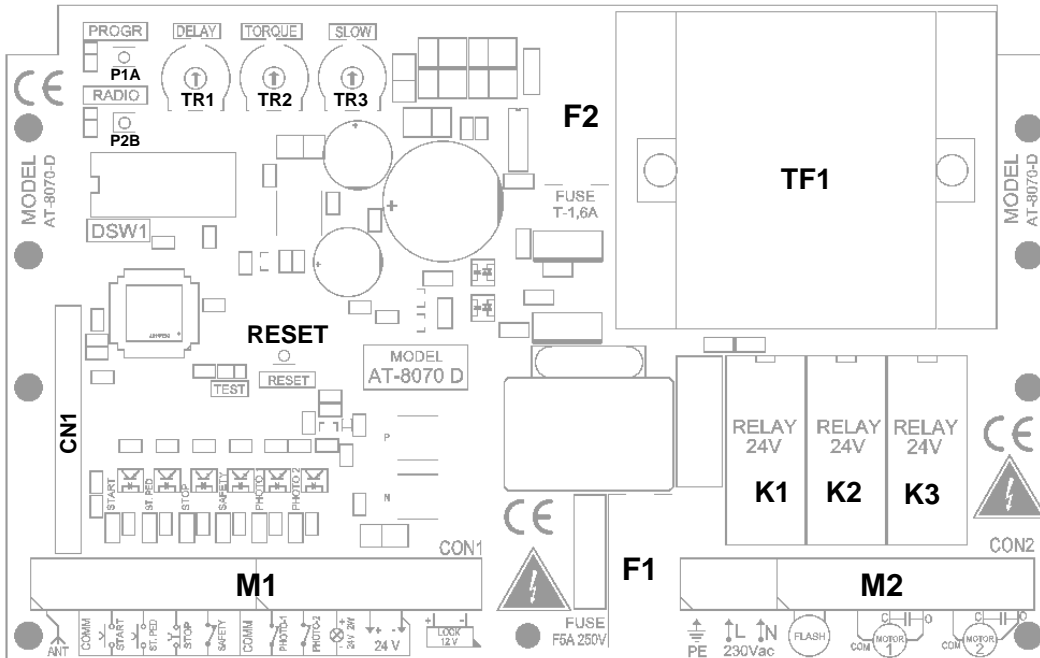 PROGR
DELAY
TORQUE
SLOW
P1A
TR1
TR2
TR3
RADIO
P2B
F2
TF1
MODEL
AT-8070-D
MODEL
AT-8070-D
FUSE
T-1,6A
DSW1
RESET
MODEL
AT-8070 D
RESET
TEST
CN1
P
N
RELAY
24V
RELAY
24V
RELAY
24V
K1
K2
K3
START
ST. PED
STOP
SAFETY
PHOTO 1
PHOTO 2
CON1
CON2
M1
F1
M2
FUSE
F5A 250V
ANT
COMM
START
ST. PED
STOP
SAFETY
COMM
PHOTO-1
PHOTO-2
24V 2W
+ -
+ -
24 V
+ -
LOCK
12 V
PE
L
N
230Vac
FLASH
COM
MOTOR
1
C
O
COM
MOTOR
2
C
O